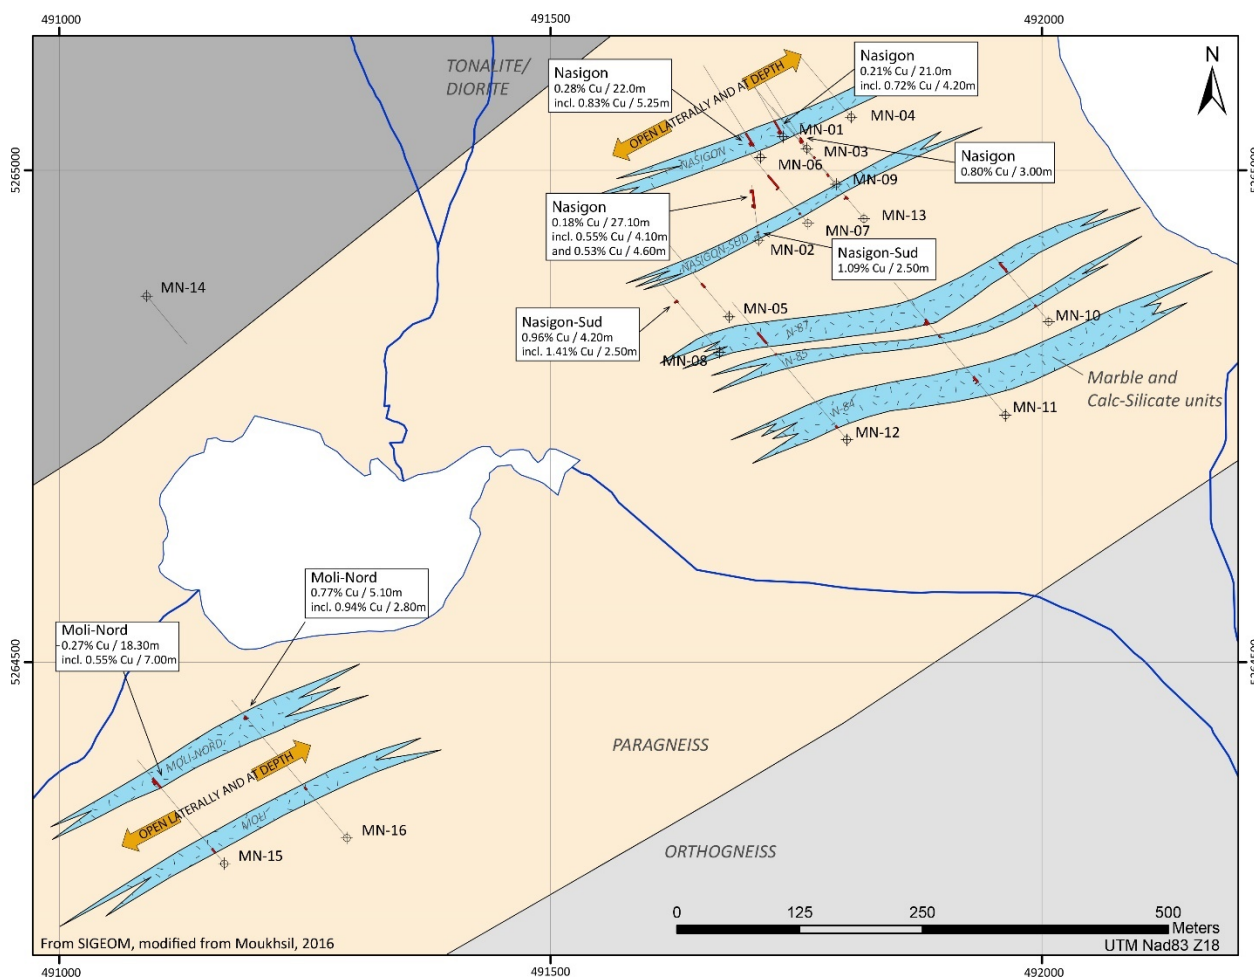 491000
491500
492000
N
TONALITE/
DIORITE
Nasigon
0.28% Cu / 22.0m
incl. 0.83% Cu / 5.25m
OPEN LATERALLY AND AT DEPTH
Nasigon
0.21% Cu / 21.0m
incl. 0.72% Cu / 4.20m
MN-04
MN-01
MN-03
NASIGON
MN-06
Nasigon
0.80% Cu / 3.00m
5265000
5265000
MN-09
MN-13
Nasigon
0.18% Cu / 27.10m
incl. 0.55% Cu / 4.10m
and 0.53% Cu / 4.60m
MN-07
NASIGON-SUD
MN-02
Nasigon-Sud
1.09% Cu / 2.50m
MN-14
MN-05
MN-10
Nasigon-Sud
0.96% Cu / 4.20m
incl. 1.41% Cu / 2.50m
N-87
N-85
MN-08
Marble and
Calc-Silicate units
N-84
MN-11
MN-12
Moli-Nord
0.77% Cu / 5.10m
incl. 0.94% Cu / 2.80m
Moli-Nord
0.27% Cu / 18.30m
incl. 0.55% Cu / 7.00m
5264500
5264500
MOLI-NORD
PARAGNEISS
OPEN LATERALLY AND AT DEPTH
MOLI
MN-16
MN-15
ORTHOGNEISS
0 125 250 500
Meters
From SIGEOM, modified from Moukhsil, 2016
UTM Nad83 Z18
491000
491500
492000